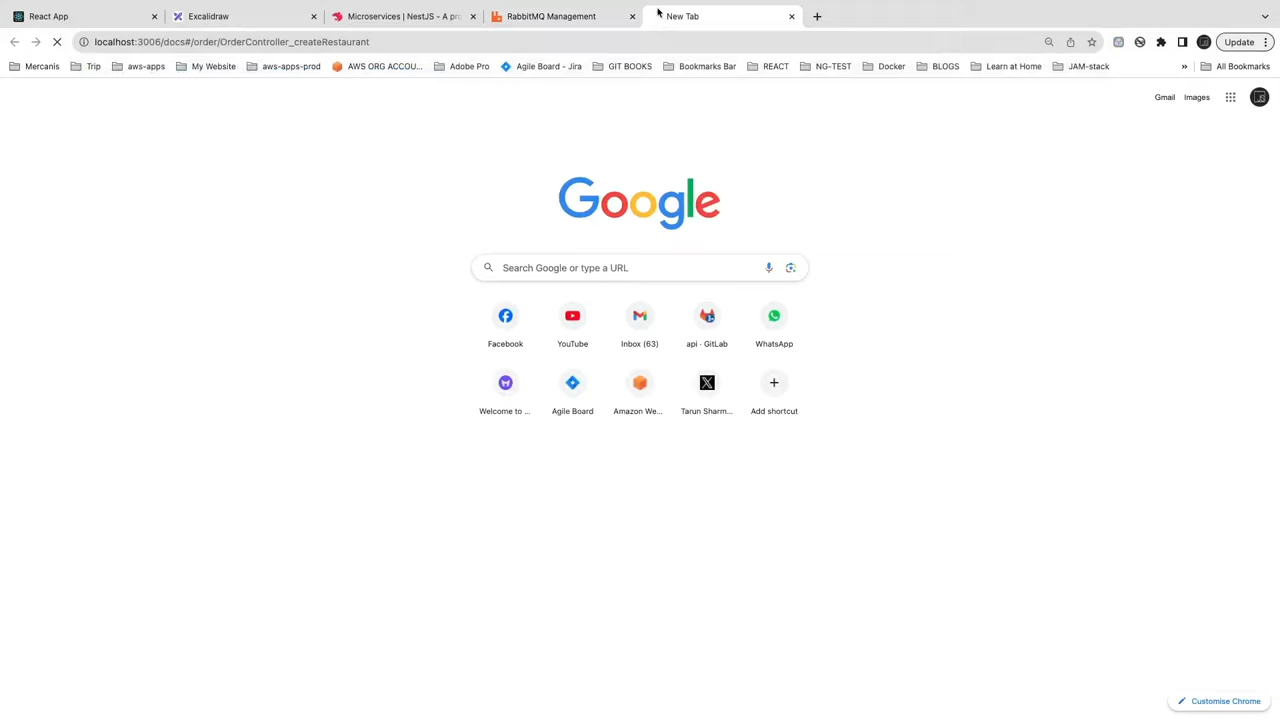 React App
Excalidraw
Microservices | NestJS - A pro
RabbitMQ Management
New Tab
localhost:3006/docs#/order/OrderController_createRestaurant
Update
Mercanis
Trip
aws-apps
My Website
aws-apps-prod
AWS ORG ACCOU...
Adobe Pro
Agile Board - Jira
GIT BOOKS
Bookmarks Bar
REACT
NG-TEST
Docker
BLOGS
Learn at Home
JAM-stack
»
All Bookmarks
Gmail
Images
Google
Search Google or type a URL
Facebook
YouTube
Inbox (63)
api · GitLab
WhatsApp
Welcome to ...
Agile Board
Amazon We...
Tarun Sharm...
Add shortcut
Customise Chrome